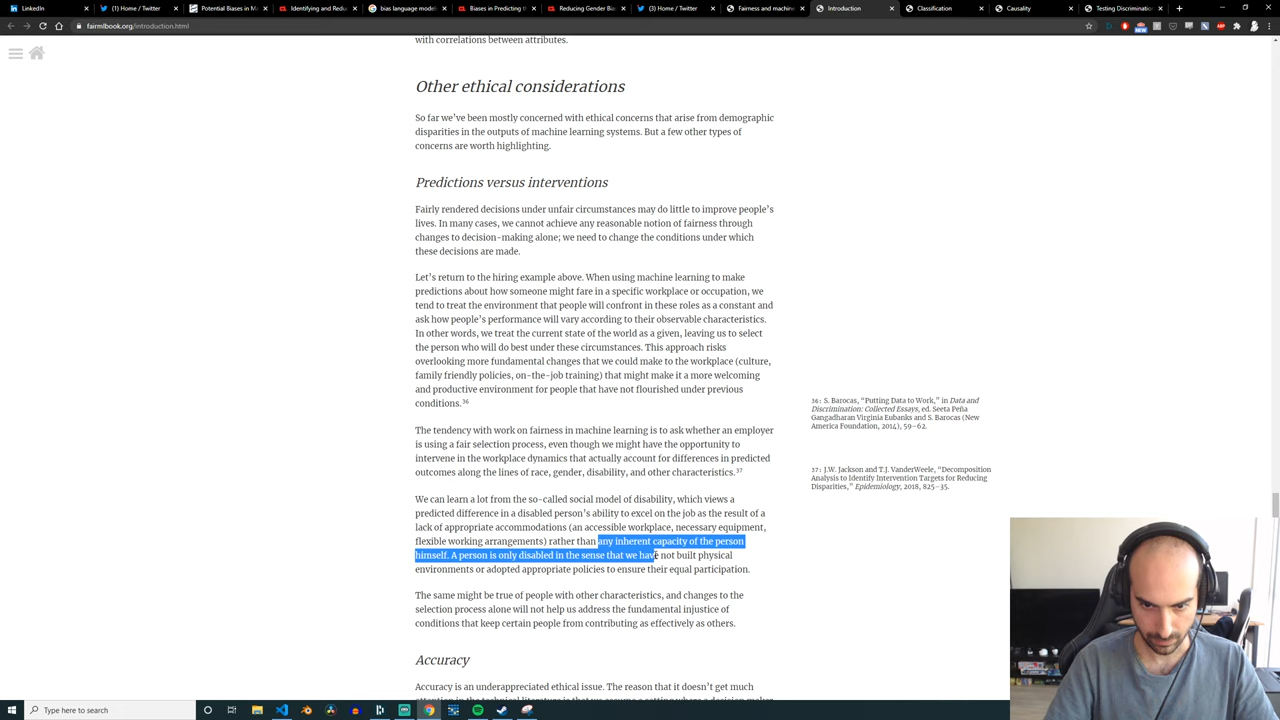 LinkedIn
(1) Home / Twitter
Potential Biases in M
Identifying and Redu
bias language model
Biases in Predicting th
Reducing Gender Bia
(3) Home / Twitter
Fairness and machine
Introduction
Classification
Causality
Testing Discriminatio
fairmlbook.org/introduction.html
NEW
ABP
with correlations between attributes.
Other ethical considerations
So far we’ve been mostly concerned with ethical concerns that arise from demographic
disparities in the outputs of machine learning systems. But a few other types of
concerns are worth highlighting.
Predictions versus interventions
Fairly rendered decisions under unfair circumstances may do little to improve people’s
lives. In many cases, we cannot achieve any reasonable notion of fairness through
changes to decision-making alone; we need to change the conditions under which
these decisions are made.
Let’s return to the hiring example above. When using machine learning to make
predictions about how someone might fare in a specific workplace or occupation, we
tend to treat the environment that people will confront in these roles as a constant and
ask how people’s performance will vary according to their observable characteristics.
In other words, we treat the current state of the world as a given, leaving us to select
the person who will do best under these circumstances. This approach risks
overlooking more fundamental changes that we could make to the workplace (culture,
family friendly policies, on-the-job training) that might make it a more welcoming
and productive environment for people that have not flourished under previous
conditions.36
36: S. Barocas, “Putting Data to Work,” in Data and
Discrimination: Collected Essays, ed. Seeta Peña
Gangadharan Virginia Eubanks and S. Barocas (New
America Foundation, 2014), 59–62.
The tendency with work on fairness in machine learning is to ask whether an employer
is using a fair selection process, even though we might have the opportunity to
intervene in the workplace dynamics that actually account for differences in predicted
outcomes along the lines of race, gender, disability, and other characteristics.37
37: J.W. Jackson and T.J. VanderWeele, “Decomposition
Analysis to Identify Intervention Targets for Reducing
Disparities,” Epidemiology, 2018, 825–35.
We can learn a lot from the so-called social model of disability, which views a
predicted difference in a disabled person’s ability to excel on the job as the result of a
lack of appropriate accommodations (an accessible workplace, necessary equipment,
flexible working arrangements) rather than any inherent capacity of the person
himself. A person is only disabled in the sense that we have not built physical
environments or adopted appropriate policies to ensure their equal participation.
The same might be true of people with other characteristics, and changes to the
selection process alone will not help us address the fundamental injustice of
conditions that keep certain people from contributing as effectively as others.
Accuracy
Accuracy is an underappreciated ethical issue. The reason that it doesn’t get much
Type here to search